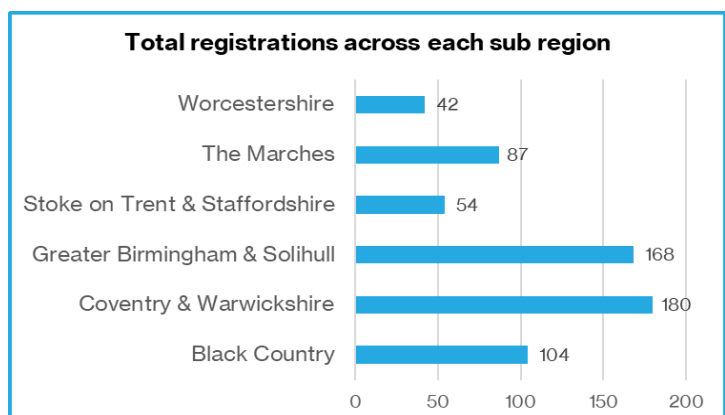 Total registrations across each sub region
Worcestershire 42
The Marches 87
Stoke on Trent & Staffordshire 54
Greater Birmingham & Solihull 168
Coventry & Warwickshire 180
Black Country 104
0 50 100 150 200